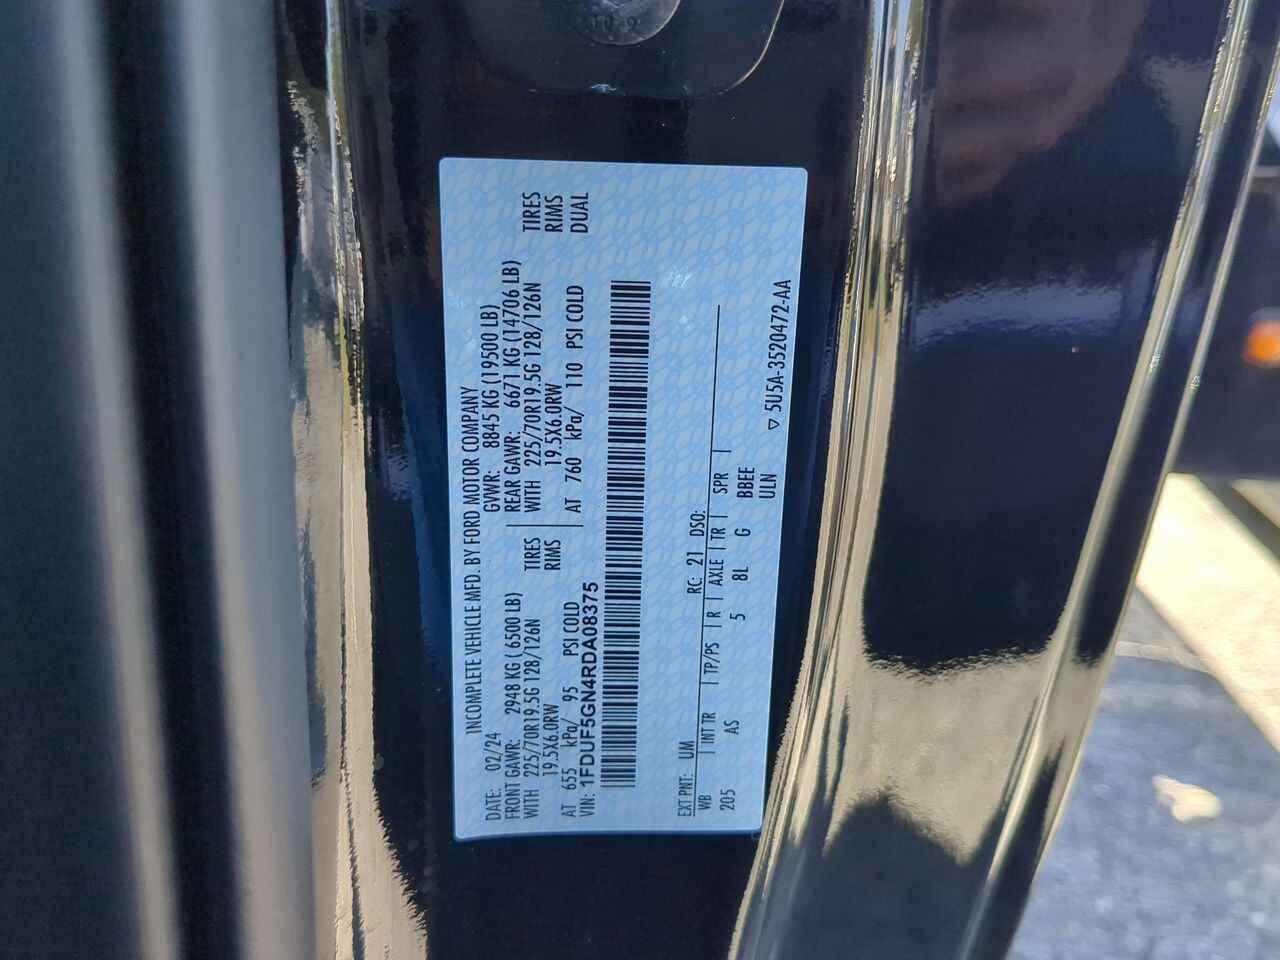 INCOMPLETE VEHICLE MFD. BY FORD MOTOR COMPANY
DATE: 02/24 GVWR: 8845 KG (19500 LB)
FRONT GAWR: 2948 KG ( 6500 LB) REAR GAWR: 6671 KG (14706 LB)
WITH 225/70R19.5G 128/126N TIRES WITH 225/70R19.5G 128/126N TIRES
19.5X6.0RW RIMS 19.5X6.0RW RIMS
AT 655 kPa/ 95 PSI COLD AT 760 kPa/ 110 PSI COLD DUAL
VIN: 1FDUF5GN4RDA08375
EXT PNT: UM RC: 21 DSO:
WB INT TR TP/PS R AXLE TR SPR
205 AS 5 8L G BBEE
ULN
▽ 5U5A-3520472-AA